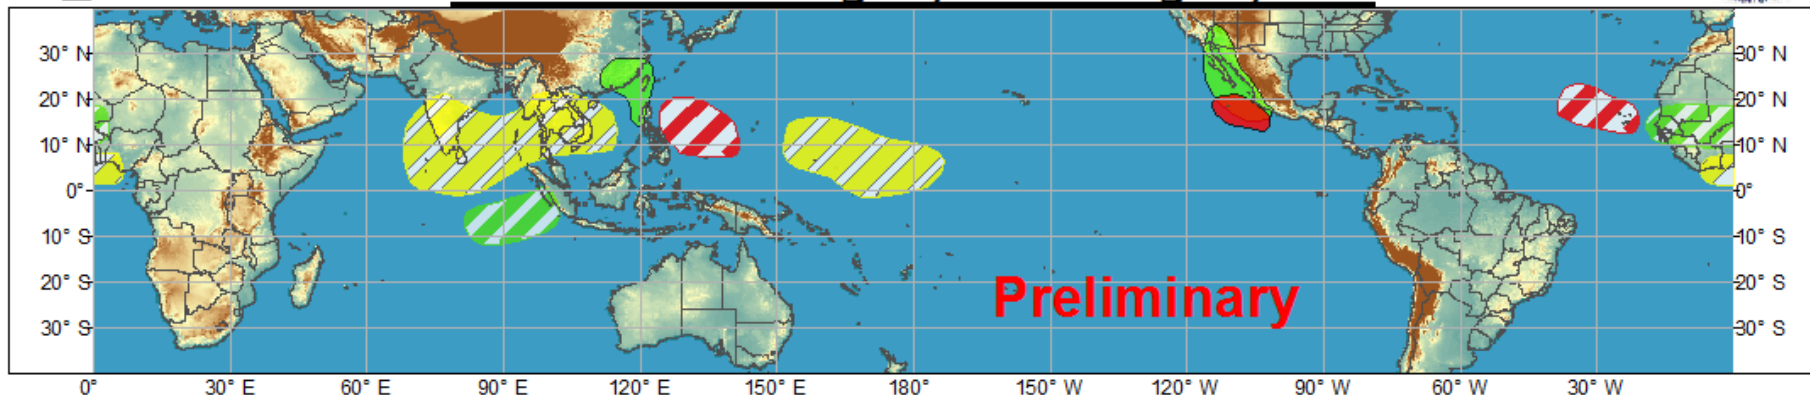 30° N 30° N
20° N 20° N
10° N 10° N
0° 0°
10° S 10° S
20° S Preliminary 20° S
30° S 30° S
0° 30° E 60° E 90° E 120° E 150° E 180° 150° W 120° W 90° W 60° W 30° W